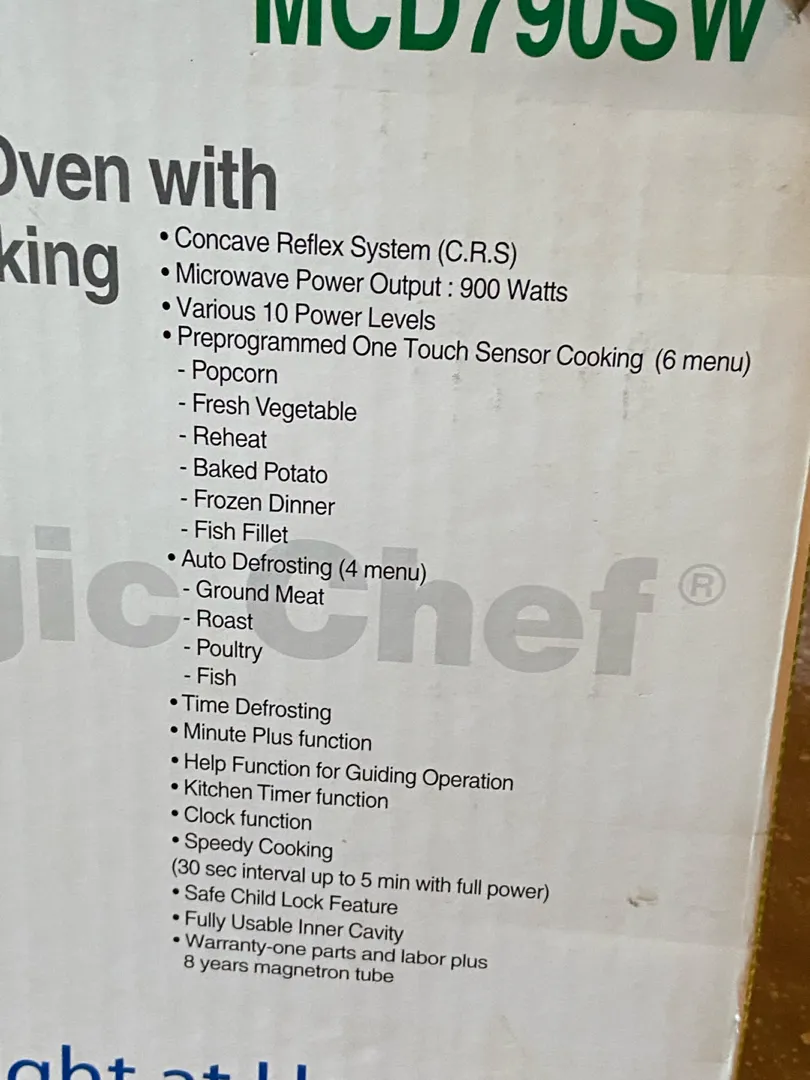 MCD790SW
Oven with
king
• Concave Reflex System (C.R.S)
• Microwave Power Output : 900 Watts
• Various 10 Power Levels
• Preprogrammed One Touch Sensor Cooking (6 menu)
- Popcorn
- Fresh Vegetable
- Reheat
- Baked Potato
- Frozen Dinner
- Fish Fillet
• Auto Defrosting (4 menu)
- Ground Meat
- Roast
- Poultry
- Fish
gic Chef ®
• Time Defrosting
• Minute Plus function
• Help Function for Guiding Operation
• Kitchen Timer function
• Clock function
• Speedy Cooking
(30 sec interval up to 5 min with full power)
• Safe Child Lock Feature
• Fully Usable Inner Cavity
• Warranty-one parts and labor plus
8 years magnetron tube
ght at